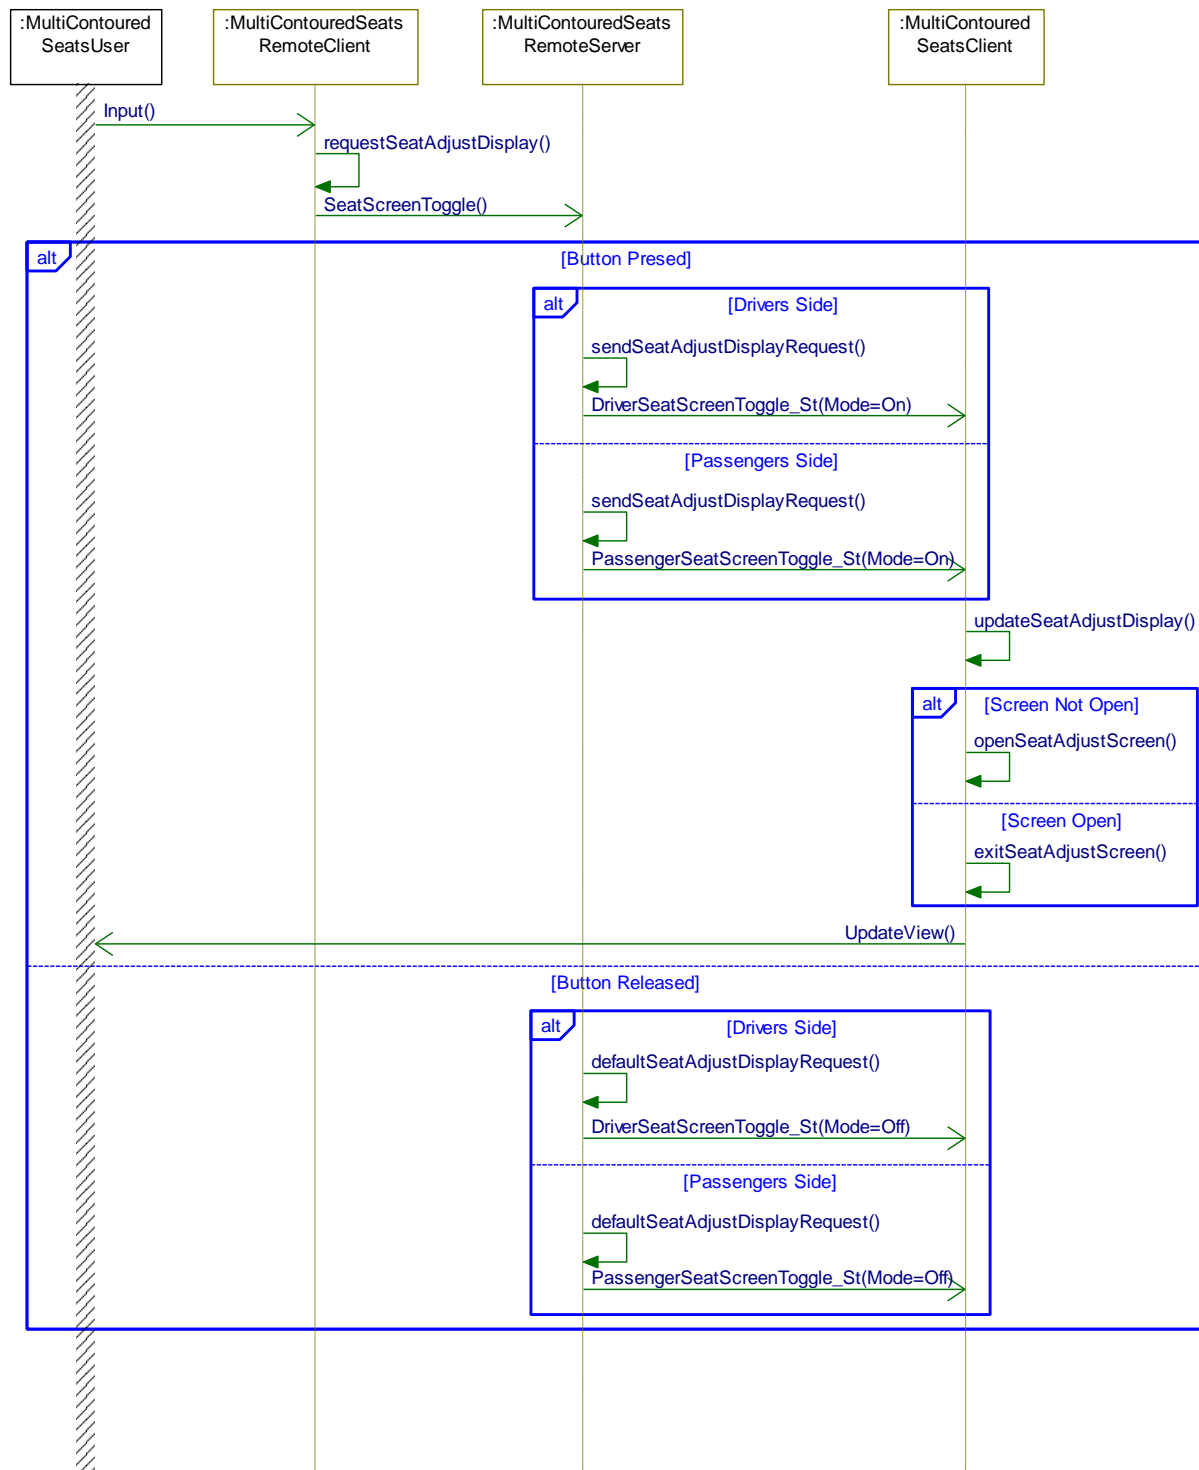 :MultiContoured
SeatsUser
:MultiContouredSeats
RemoteClient
:MultiContouredSeats
RemoteServer
:MultiContoured
SeatsClient
Input()
requestSeatAdjustDisplay()
SeatScreenToggle()
alt
[Button Presed]
alt
[Drivers Side]
sendSeatAdjustDisplayRequest()
DriverSeatScreenToggle_St(Mode=On)
[Passengers Side]
sendSeatAdjustDisplayRequest()
PassengerSeatScreenToggle_St(Mode=On)
updateSeatAdjustDisplay()
alt
[Screen Not Open]
openSeatAdjustScreen()
[Screen Open]
exitSeatAdjustScreen()
UpdateView()
[Button Released]
alt
[Drivers Side]
defaultSeatAdjustDisplayRequest()
DriverSeatScreenToggle_St(Mode=Off)
[Passengers Side]
defaultSeatAdjustDisplayRequest()
PassengerSeatScreenToggle_St(Mode=Off)